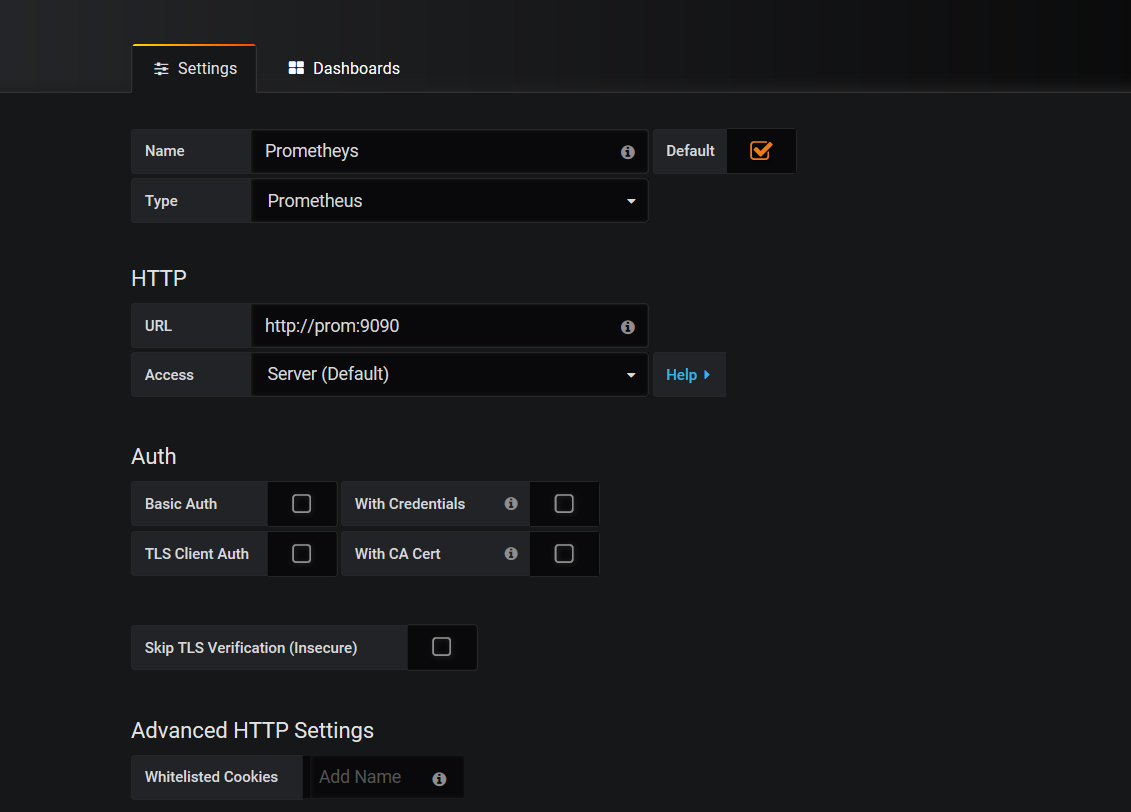 Settings Dashboards
Name Prometheys Default
Type Prometheus
HTTP
URL http://prom:9090
Access Server (Default) Help
Auth
Basic Auth With Credentials
TLS Client Auth With CA Cert
Skip TLS Verification (Insecure)
Advanced HTTP Settings
Whitelisted Cookies Add Name